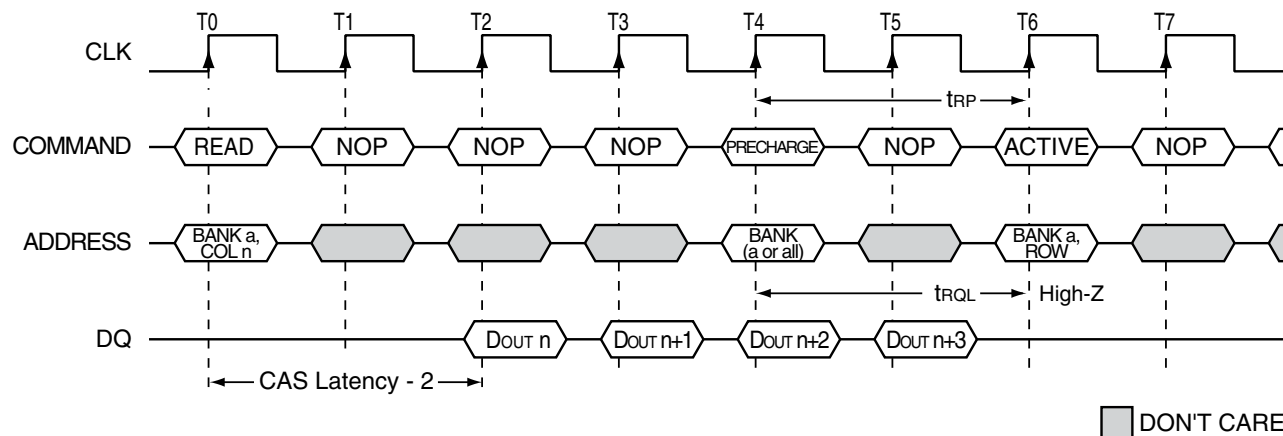 T0 T1 T2 T3 T4 T5 T6 T7
CLK
tRP
COMMAND READ NOP NOP NOP PRECHARGE NOP ACTIVE NOP
ADDRESS BANK a, COL n BANK (a or all) BANK a, ROW
tRQL High-Z
DQ DOUT n DOUT n+1 DOUT n+2 DOUT n+3
CAS Latency - 2
DON'T CARE